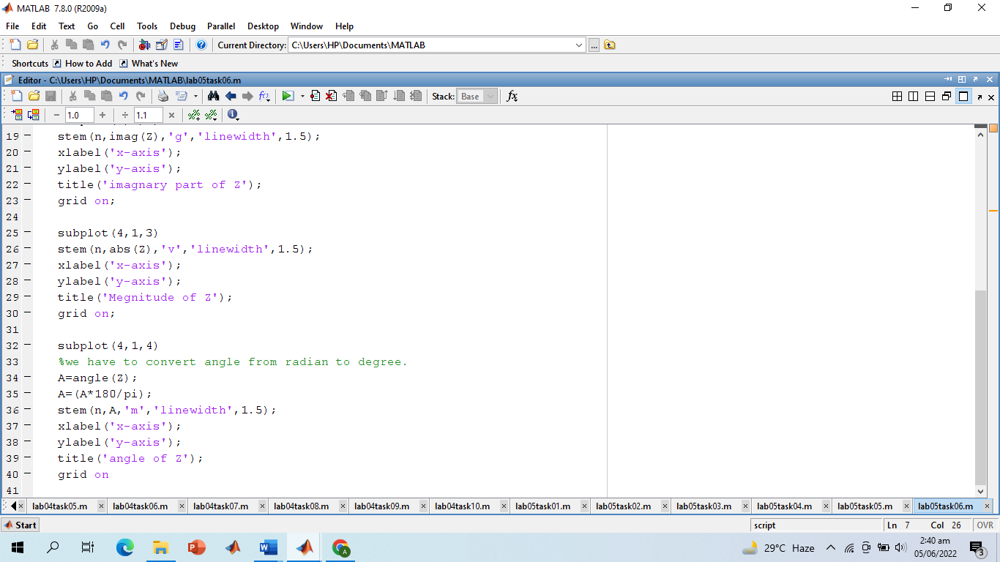 MATLAB 7.8.0 (R2009a)
File Edit Text Go Cell Tools Debug Parallel Desktop Window Help
Current Directory: C:\Users\HP\Documents\MATLAB
Shortcuts How to Add What's New
Editor - C:\Users\HP\Documents\MATLAB\lab05task06.m
Stack: Base fx
− 1.0 + ÷ 1.1 ×
19 stem(n,imag(Z),'g','linewidth',1.5);
20 xlabel('x-axis');
21 ylabel('y-axis');
22 title('imagnary part of Z');
23 grid on;
24
25 subplot(4,1,3)
26 stem(n,abs(Z),'v','linewidth',1.5);
27 xlabel('x-axis');
28 ylabel('y-axis');
29 title('Megnitude of Z');
30 grid on;
31
32 subplot(4,1,4)
33 %we have to convert angle from radian to degree.
34 A=angle(Z);
35 A=(A*180/pi);
36 stem(n,A,'m','linewidth',1.5);
37 xlabel('x-axis');
38 ylabel('y-axis');
39 title('angle of Z');
40 grid on
41
lab04task05.m lab04task06.m lab04task07.m lab04task08.m lab04task09.m lab04task10.m lab05task01.m lab05task02.m lab05task03.m lab05task04.m lab05task05.m lab05task06.m
Start script Ln 7 Col 26 OVR
29°C Haze 2:40 am
05/06/2022 3